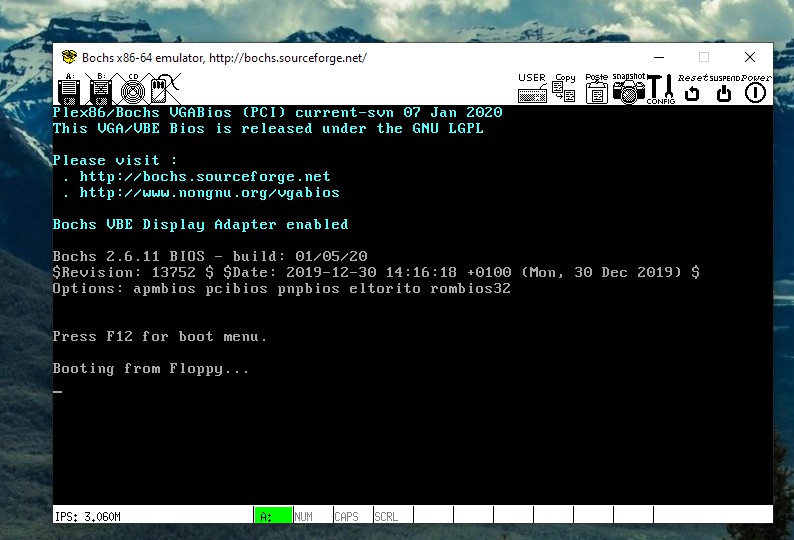 Bochs x86-64 emulator, http://bochs.sourceforge.net/
A: B: CD USER Copy Paste Snapshot CONFIG Reset SUSPEND Power
Plex86/Bochs VGABios (PCI) current-svn 07 Jan 2020
This VGA/VBE Bios is released under the GNU LGPL
Please visit :
. http://bochs.sourceforge.net
. http://www.nongnu.org/vgabios
Bochs VBE Display Adapter enabled
Bochs 2.6.11 BIOS - build: 01/05/20
$Revision: 13752 $ $Date: 2019-12-30 14:16:18 +0100 (Mon, 30 Dec 2019) $
Options: apmbios pcibios pnpbios eltorito rombios32
Press F12 for boot menu.
Booting from Floppy...
_
IPS: 3.060M A: NUM CAPS SCRL